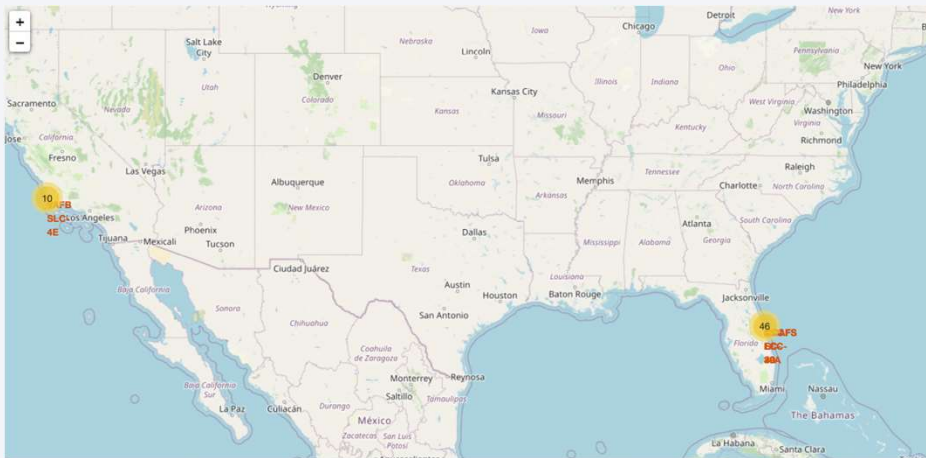 +
−
Chicago
Detroit
New York
Iowa
Nebraska
Lincoln
Salt Lake
City
Pennsylvania
New York
Denver
Utah
Colorado
Illinois
Indiana
Ohio
Philadelphia
Kansas City
Sacramento
Nevada
Kansas
Missouri
West Virginia
Washington
Virginia
Jose
California
Kentucky
Richmond
Fresno
Las Vegas
Tulsa
Raleigh
Albuquerque
Oklahoma
Memphis
Tennessee
Charlotte
North Carolina
10
AFB
SLC-
4E
Los Angeles
Arizona
New Mexico
Arkansas
Phoenix
Atlanta
South Carolina
Tijuana
Mexicali
Tucson
Dallas
Mississippi
Alabama
Georgia
Ciudad Juárez
Texas
Louisiana
Baja California
Austin
Houston
Baton Rouge
Jacksonville
Sonora
Chihuahua
San Antonio
46
AFS
Florida
Coahuila
de Zaragoza
Monterrey
Reynosa
Baja California
Sur
Saltillo
Tamaulipas
Miami
Nassau
La Paz
Culiacán
Durango
The Bahamas
México
Zacatecas
San Luis
Potosí
La Habana
Santa Clara